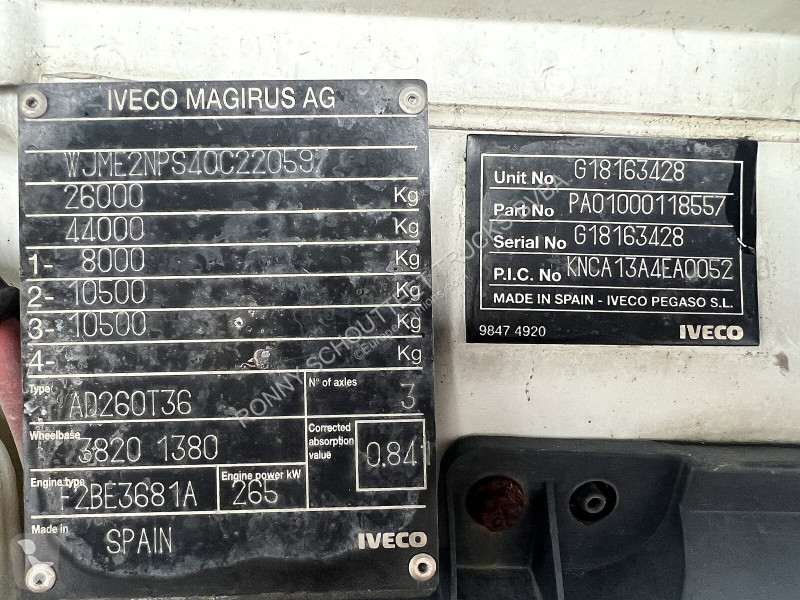 IVECO MAGIRUS AG
WJME2NPS40C220597
26000 Kg
44000 Kg
1- 8000 Kg
2- 10500 Kg
3- 10500 Kg
4- Kg
Type AD260T36 N° of axles 3
Wheelbase 3820 1380 Corrected absorption value 0.841
Engine type F2BE3681A Engine power kW 265
Made in SPAIN IVECO
Unit No G18163428
Part No PA01000118557
Serial No G18163428
P.I.C. No KNCA13A4EA0052
MADE IN SPAIN - IVECO PEGASO S.L.
9847 4920 IVECO
RONNY SCHOUTTEET TRUCKS BVBA